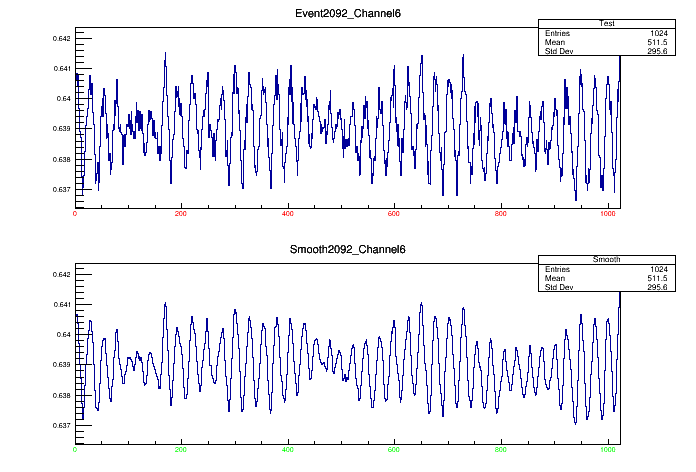 Event2092_Channel6
Test
Entries 1024
Mean 511.5
Std Dev 295.6
0.642
0.641
0.64
0.639
0.638
0.637
0 200 400 600 800 1000
Smooth2092_Channel6
Smooth
Entries 1024
Mean 511.5
Std Dev 295.6
0.642
0.641
0.64
0.639
0.638
0.637
0 200 400 600 800 1000